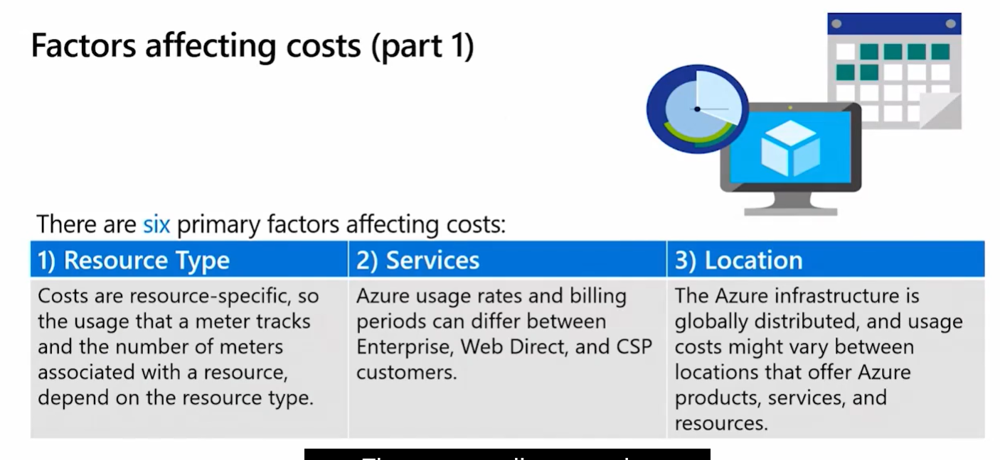 Factors affecting costs (part 1)
There are six primary factors affecting costs:
1) Resource Type
Costs are resource-specific, so
the usage that a meter tracks
and the number of meters
associated with a resource,
depend on the resource type.
2) Services
Azure usage rates and billing
periods can differ between
Enterprise, Web Direct, and CSP
customers.
3) Location
The Azure infrastructure is
globally distributed, and usage
costs might vary between
locations that offer Azure
products, services, and
resources.